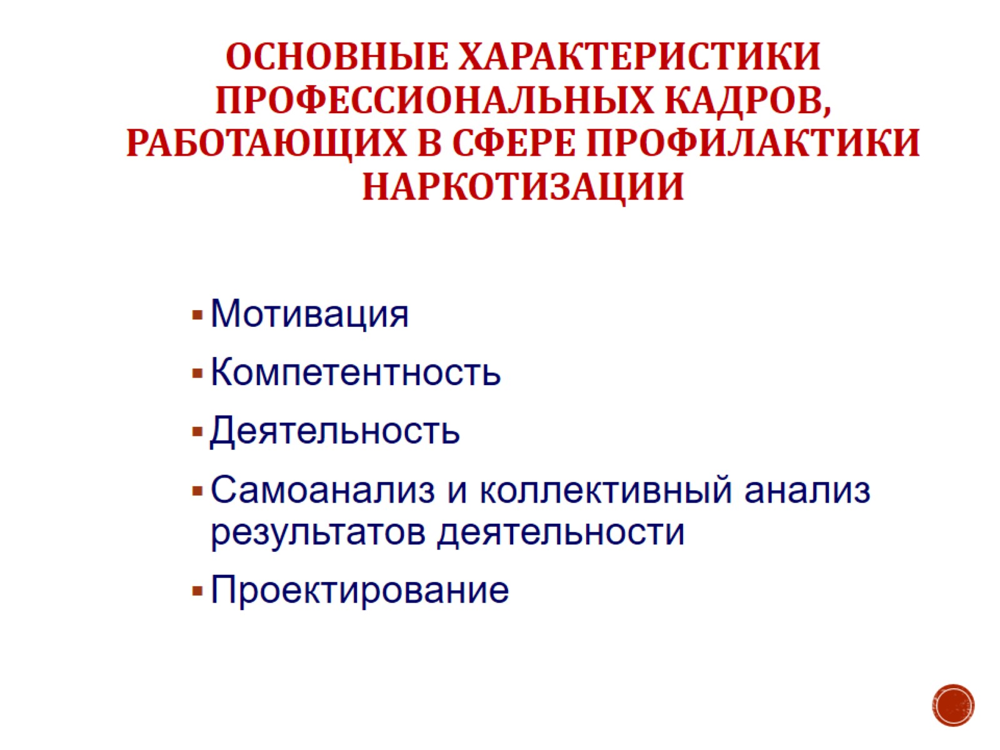 ОСНОВНЫЕ ХАРАКТЕРИСТИКИ
ПРОФЕССИОНАЛЬНЫХ КАДРОВ,
РАБОТАЮЩИХ В СФЕРЕ ПРОФИЛАКТИКИ
НАРКОТИЗАЦИИ
▪ Мотивация
▪ Компетентность
▪ Деятельность
▪ Самоанализ и коллективный анализ
результатов деятельности
▪ Проектирование